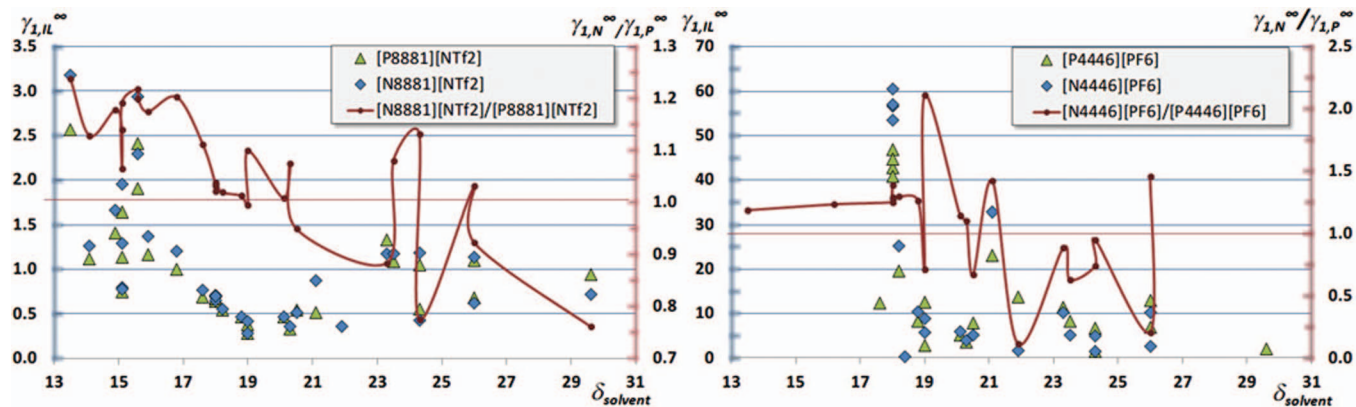 γ1,IL∞ γ1,N∞/γ1,P∞
3.5
3.0
2.5
2.0
1.5
1.0
0.5
0.0
[P8881][NTf2]
[N8881][NTf2]
[N8881][NTf2]/[P8881][NTf2]
1.3
1.2
1.1
1.0
0.9
0.8
0.7
13 15 17 19 21 23 25 27 29 31
δsolvent
γ1,IL∞ γ1,N∞/γ1,P∞
70
60
50
40
30
20
10
0
[P4446][PF6]
[N4446][PF6]
[N4446][PF6]/[P4446][PF6]
2.5
2.0
1.5
1.0
0.5
0.0
13 15 17 19 21 23 25 27 29 31
δsolvent